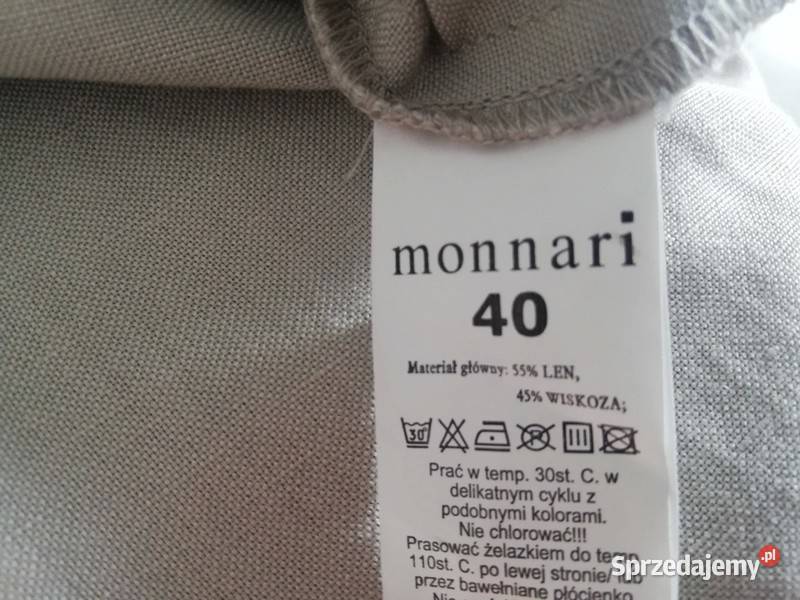 monnari
40
Materiał główny: 55% LEN,
45% WISKOZA;
30
Prać w temp. 30st. C. w
delikatnym cyklu z
podobnymi kolorami.
Nie chlorować!!!
Prasować żelazkiem do temp
110st. C. po lewej stronie/
przez bawełniane płócienko
Sprzedajemy.pl